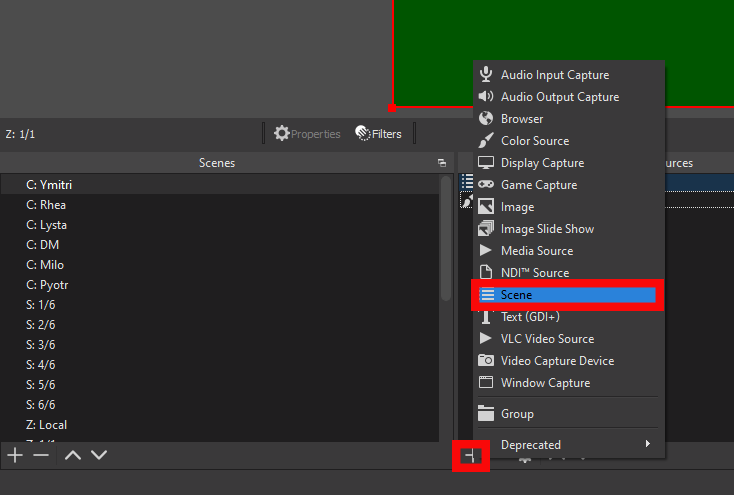 Z: 1/1
Properties
Filters
Scenes
urces
C: Ymitri
C: Rhea
C: Lysta
C: DM
C: Milo
C: Pyotr
S: 1/6
S: 2/6
S: 3/6
S: 4/6
S: 5/6
S: 6/6
Z: Local
Audio Input Capture
Audio Output Capture
Browser
Color Source
Display Capture
Game Capture
Image
Image Slide Show
Media Source
NDI™ Source
Scene
Text (GDI+)
VLC Video Source
Video Capture Device
Window Capture
Group
Deprecated